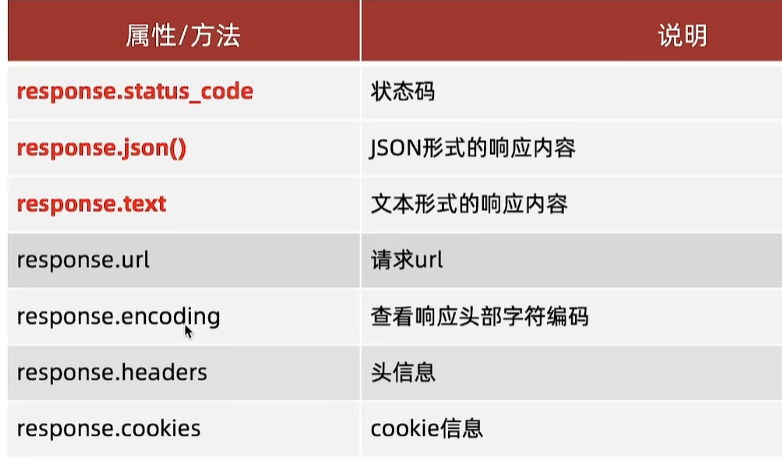 属性/方法 说明
response.status_code 状态码
response.json() JSON形式的响应内容
response.text 文本形式的响应内容
response.url 请求url
response.encoding 查看响应头部字符编码
response.headers 头信息
response.cookies cookie信息